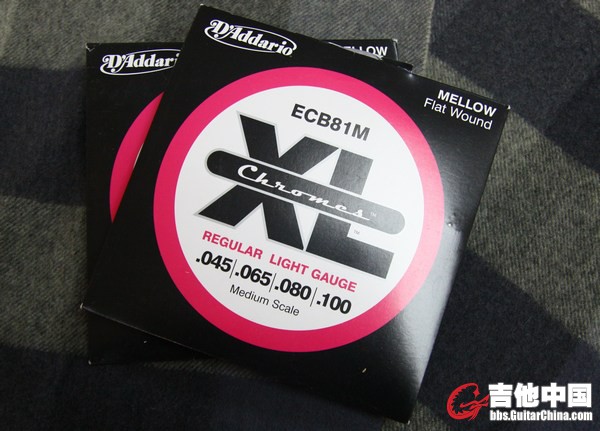 D'Addario
MELLOW
D'Addario
MELLOW
Flat Wound
ECB81M
XL
Chromes™
REGULAR LIGHT GAUGE
.045 .065 .080 .100
Medium Scale
吉他中国
bbs.GuitarChina.com